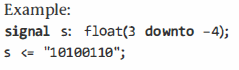 Example:
signal s: float(3 downto -4);
s <= "10100110";